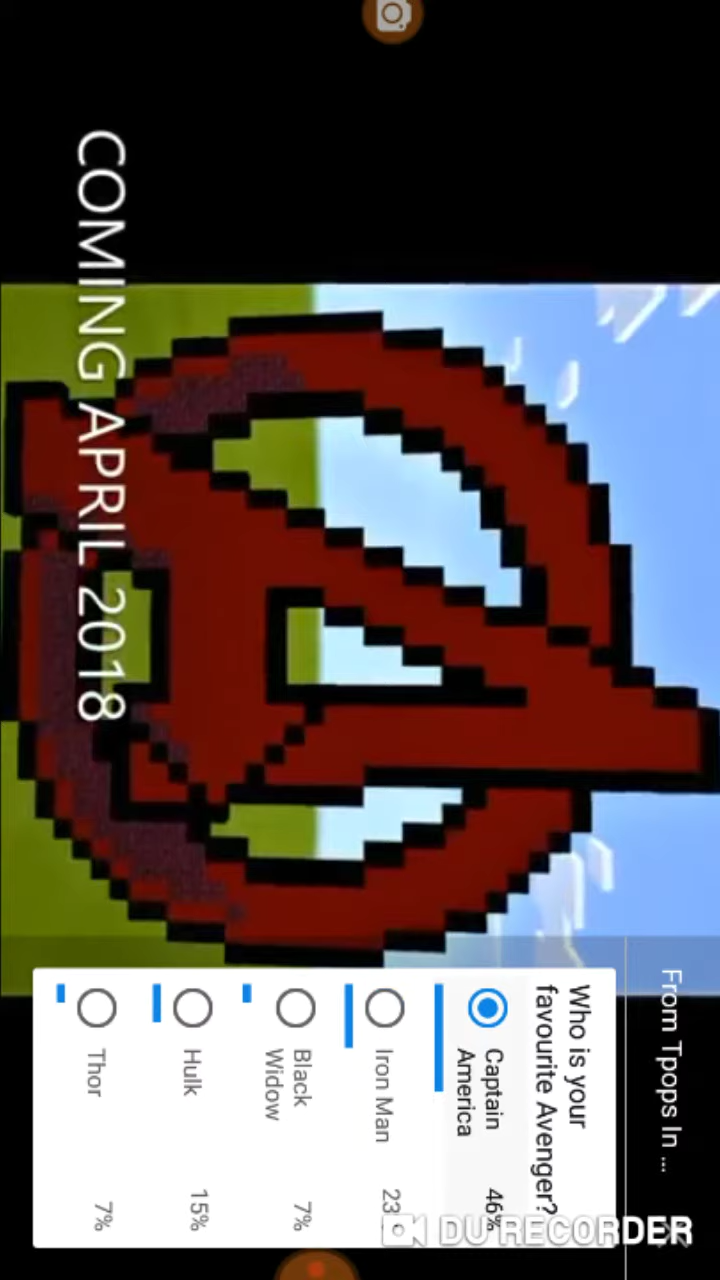 From Tpops In ...
Who is your
favourite Avenger?
Captain
America
46%
Iron Man
23%
Black
Widow
7%
Hulk
15%
Thor
7%
COMING APRIL 2018
DU RECORDER